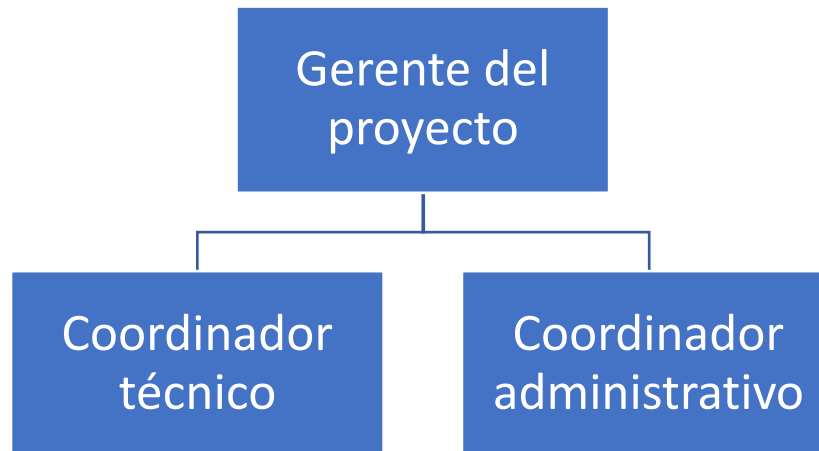 Gerente del
proyecto
Coordinador
técnico
Coordinador
administrativo